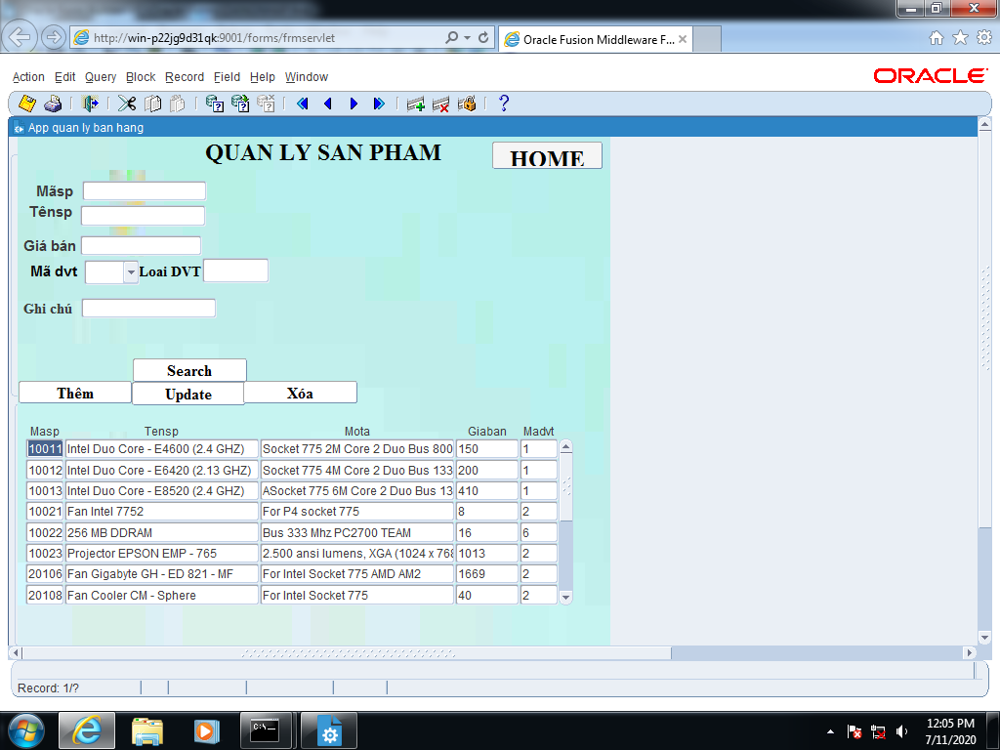 http://win-p22jg9d31qk:9001/forms/frmservlet
Oracle Fusion Middleware F...
Action Edit Query Block Record Field Help Window
ORACLE
App quan ly ban hang
QUAN LY SAN PHAM
HOME
Mãsp
Tênsp
Giá bán
Mã dvt
Loai DVT
Ghi chú
Search
Thêm
Update
Xóa
Masp Tensp Mota Giaban Madvt
10011 Intel Duo Core - E4600 (2.4 GHZ) Socket 775 2M Core 2 Duo Bus 800 150 1
10012 Intel Duo Core - E6420 (2.13 GHZ) Socket 775 4M Core 2 Duo Bus 133 200 1
10013 Intel Duo Core - E8520 (2.4 GHZ) ASocket 775 6M Core 2 Duo Bus 13 410 1
10021 Fan Intel 7752 For P4 socket 775 8 2
10022 256 MB DDRAM Bus 333 Mhz PC2700 TEAM 16 6
10023 Projector EPSON EMP - 765 2.500 ansi lumens, XGA (1024 x 768 1013 2
20106 Fan Gigabyte GH - ED 821 - MF For Intel Socket 775 AMD AM2 1669 2
20108 Fan Cooler CM - Sphere For Intel Socket 775 40 2
Record: 1/?
12:05 PM
7/11/2020